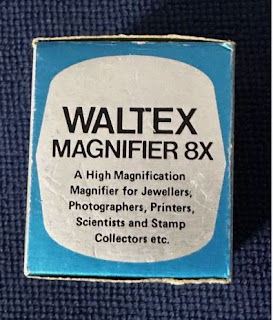 WALTEX
MAGNIFIER 8X
A High Magnification
Magnifier for Jewellers,
Photographers, Printers,
Scientists and Stamp
Collectors etc.